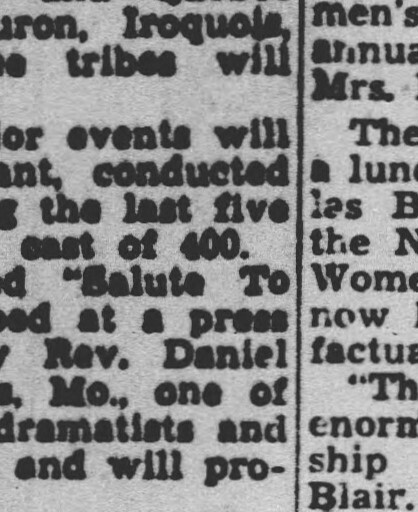 uron, Iroquois,
tribes will
or events will
ant, conducted
the last five
cast of 400.
ed "Salute To
at a press
Rev. Daniel
Mo., one of
dramatists and
and will pro-
men's
annua
Mrs.
The
a lunc
les B
the N
Wome
now
factua
"Th
enorm
ship
Blair.